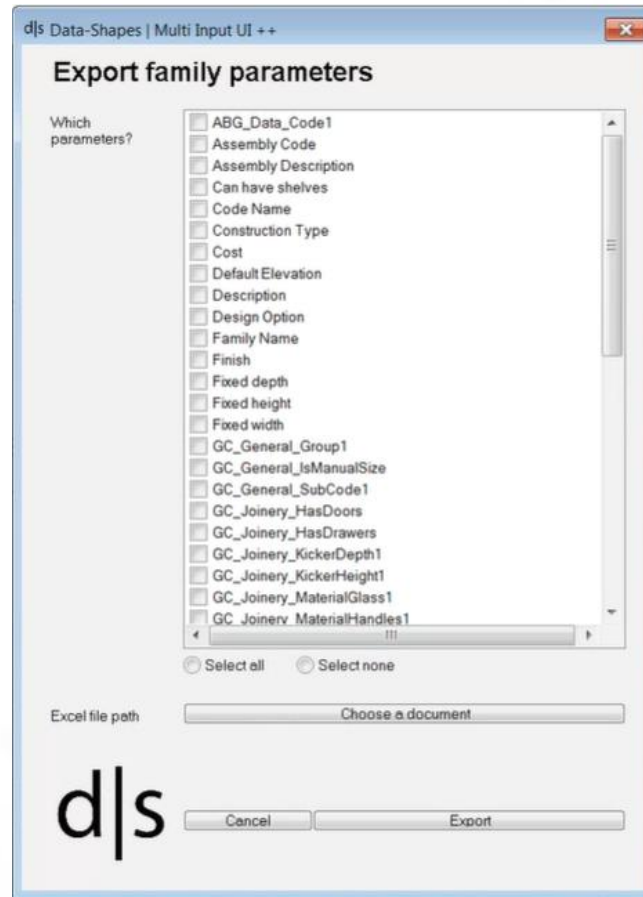 d|s Data-Shapes | Multi Input UI ++
Export family parameters
Which
parameters?
ABG_Data_Code1
Assembly Code
Assembly Description
Can have shelves
Code Name
Construction Type
Cost
Default Elevation
Description
Design Option
Family Name
Finish
Fixed depth
Fixed height
Fixed width
GC_General_Group1
GC_General_IsManualSize
GC_General_SubCode1
GC_Joinery_HasDoors
GC_Joinery_HasDrawers
GC_Joinery_KickerDepth1
GC_Joinery_KickerHeight1
GC_Joinery_MaterialGlass1
GC_Joinery_MaterialHandles1
Select all Select none
Excel file path Choose a document
d|s Cancel Export